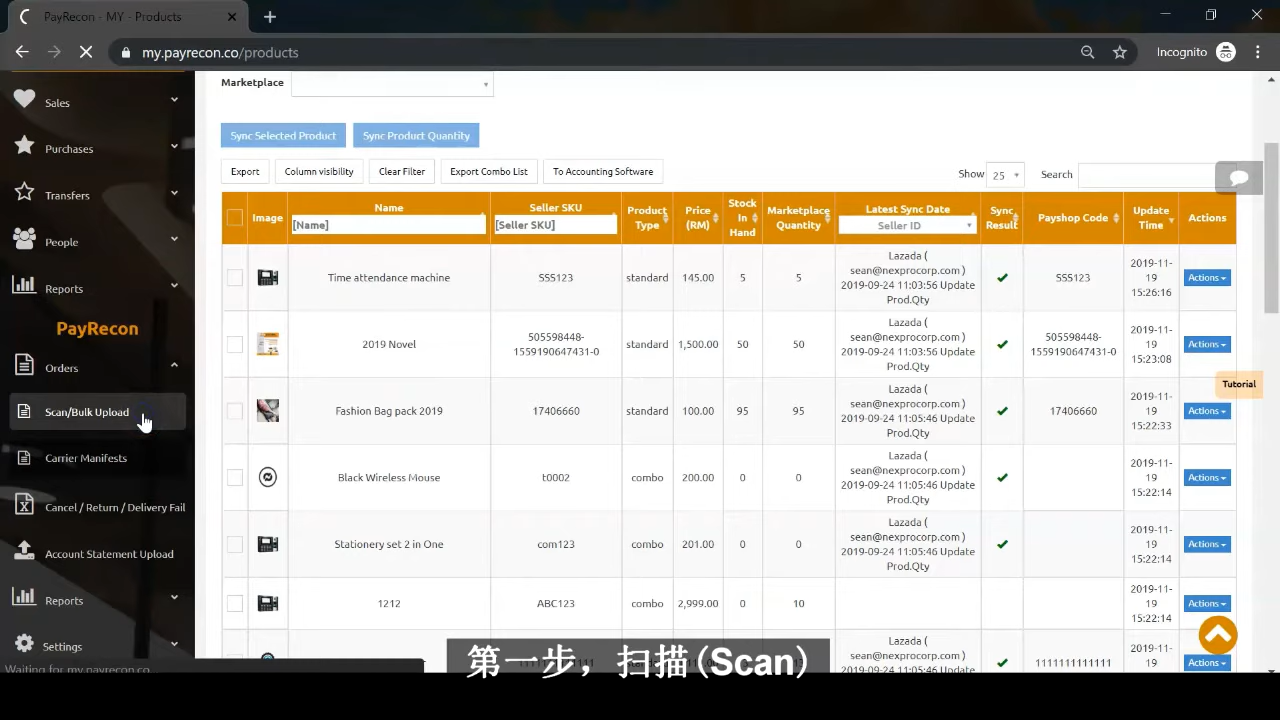 PayRecon - MY - Products
my.payrecon.co/products
Incognito
Sales
Purchases
Transfers
People
Reports
PayRecon
Orders
Scan/Bulk Upload
Carrier Manifests
Cancel / Return / Delivery Fail
Account Statement Upload
Reports
Settings
Waiting for my.payrecon.co
Marketplace
Sync Selected Product
Sync Product Quantity
Export
Column visibility
Clear Filter
Export Combo List
To Accounting Software
Show 25
Search
Image
Name
[Name]
Seller SKU
[Seller SKU]
Product
Type
Price
(RM)
Stock
In
Hand
Marketplace
Quantity
Latest Sync Date
Seller ID
Sync
Result
Payshop Code
Update
Time
Actions
Time attendance machine
SSS123
standard
145.00
5
5
Lazada (
sean@nexprocorp.com )
2019-09-24 11:03:56 Update
Prod.Qty
SSS123
2019-11-
19
15:26:16
Actions
2019 Novel
505598448-
1559190647431-0
standard
1,500.00
50
50
Lazada (
sean@nexprocorp.com )
2019-09-24 11:03:56 Update
Prod.Qty
505598448-
1559190647431-0
2019-11-
19
15:23:08
Actions
Tutorial
Fashion Bag pack 2019
17406660
standard
100.00
95
95
Lazada (
sean@nexprocorp.com )
2019-09-24 11:05:46 Update
Prod.Qty
17406660
2019-11-
19
15:22:33
Actions
Black Wireless Mouse
t0002
combo
200.00
0
0
Lazada (
sean@nexprocorp.com )
2019-09-24 11:05:46 Update
Prod.Qty
2019-11-
19
15:22:14
Actions
Stationery set 2 in One
com123
combo
201.00
0
0
Lazada (
sean@nexprocorp.com )
2019-09-24 11:05:46 Update
Prod.Qty
2019-11-
19
15:22:14
Actions
1212
ABC123
combo
2,999.00
0
10
2019-11-
19
15:22:14
Actions
Lazada (
1111111111111
2019-11-
19
Actions
第一步，扫描(Scan)